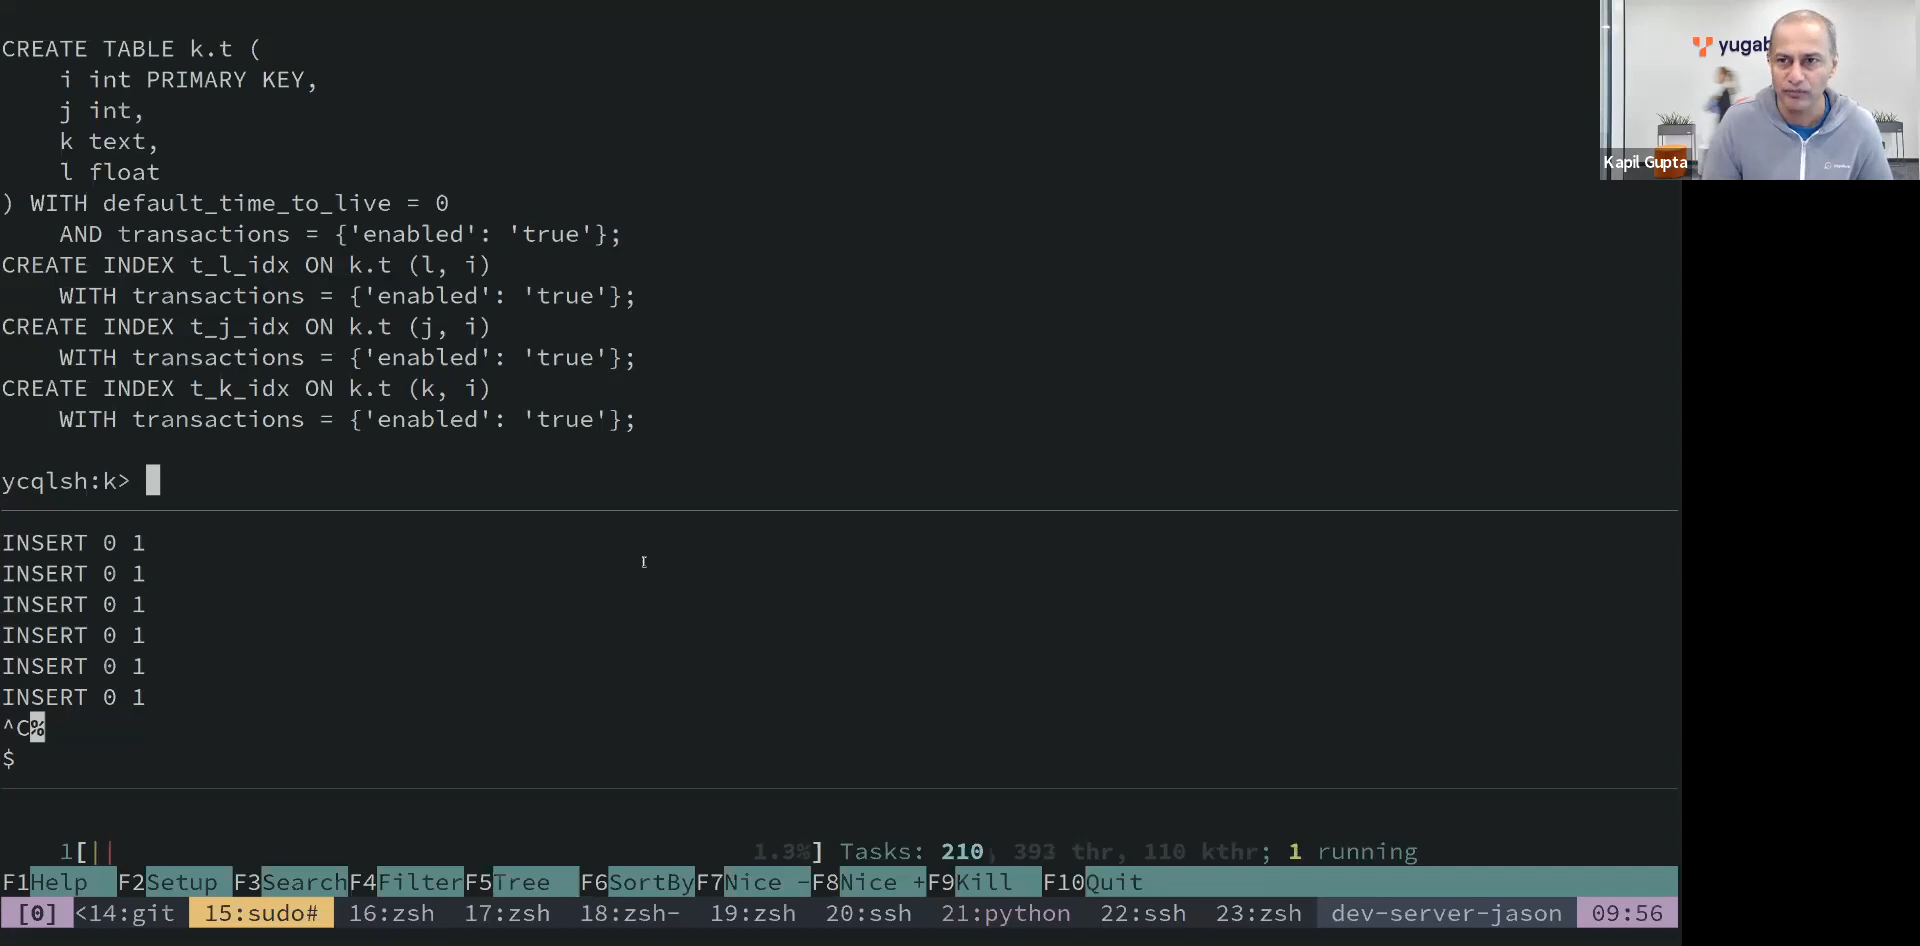 CREATE TABLE k.t (
    i int PRIMARY KEY,
    j int,
    k text,
    l float
) WITH default_time_to_live = 0
    AND transactions = {'enabled': 'true'};
CREATE INDEX t_l_idx ON k.t (l, i)
    WITH transactions = {'enabled': 'true'};
CREATE INDEX t_j_idx ON k.t (j, i)
    WITH transactions = {'enabled': 'true'};
CREATE INDEX t_k_idx ON k.t (k, i)
    WITH transactions = {'enabled': 'true'};
ycqlsh:k>
INSERT 0 1
INSERT 0 1
INSERT 0 1
INSERT 0 1
INSERT 0 1
INSERT 0 1
^C%
$
1[|| 1.3%] Tasks: 210, 393 thr, 110 kthr; 1 running
F1Help F2Setup F3SearchF4FilterF5Tree F6SortByF7Nice -F8Nice +F9Kill F10Quit
[0] <14:git 15:sudo# 16:zsh 17:zsh 18:zsh- 19:zsh 20:ssh 21:python 22:ssh 23:zsh dev-server-jason 09:56
yugab
Kapil Gupta